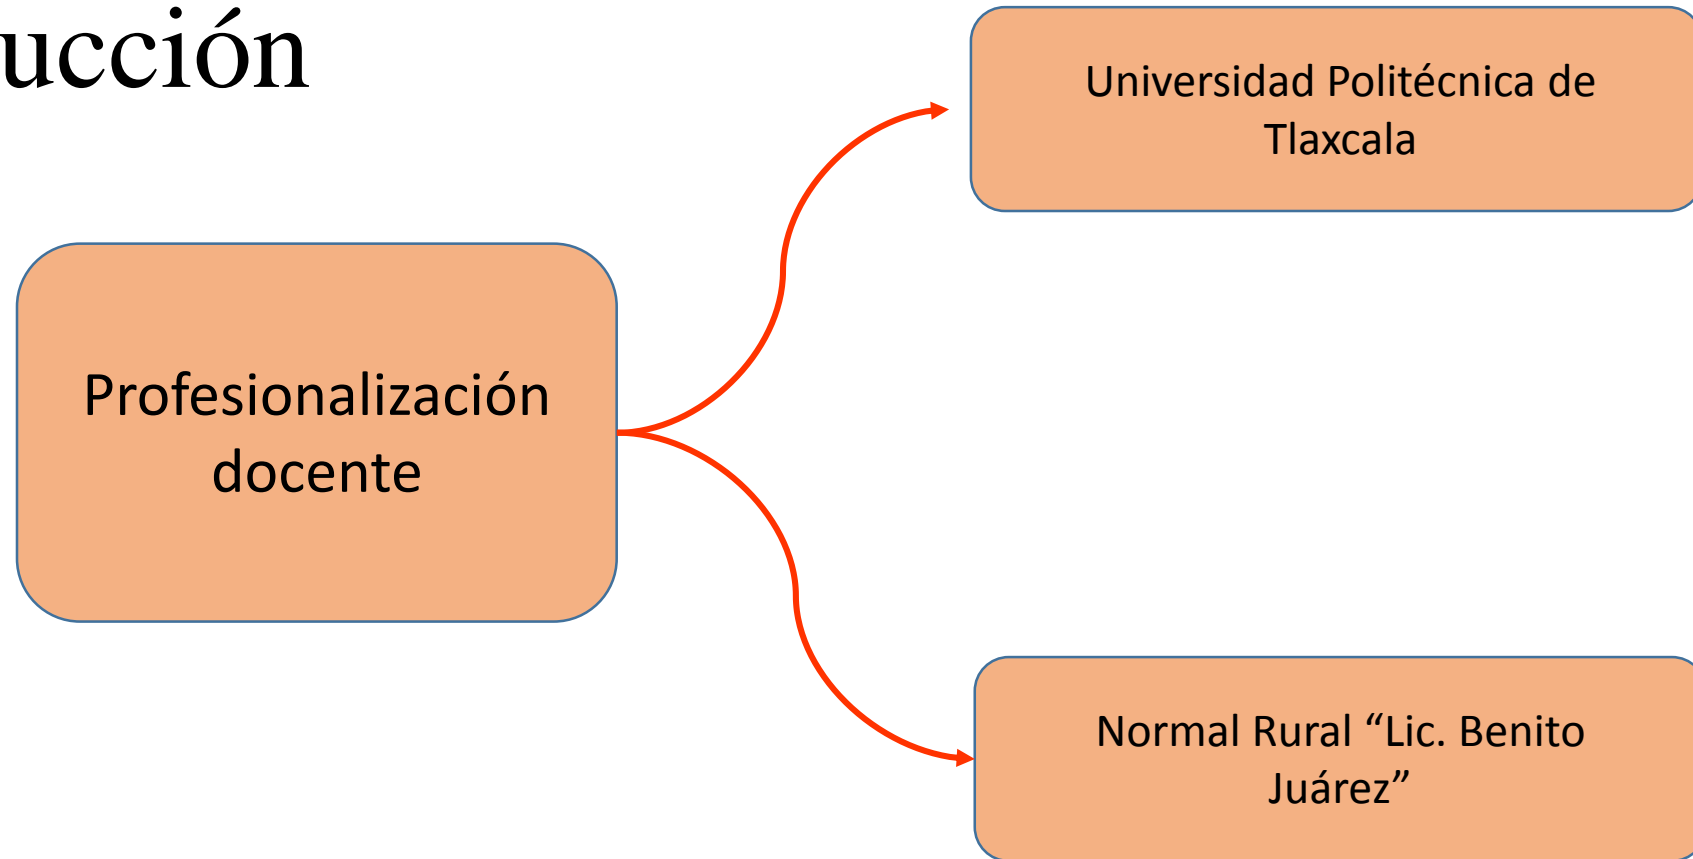 ucción
Universidad Politécnica de
Tlaxcala
Profesionalización
docente
Normal Rural “Lic. Benito
Juárez”